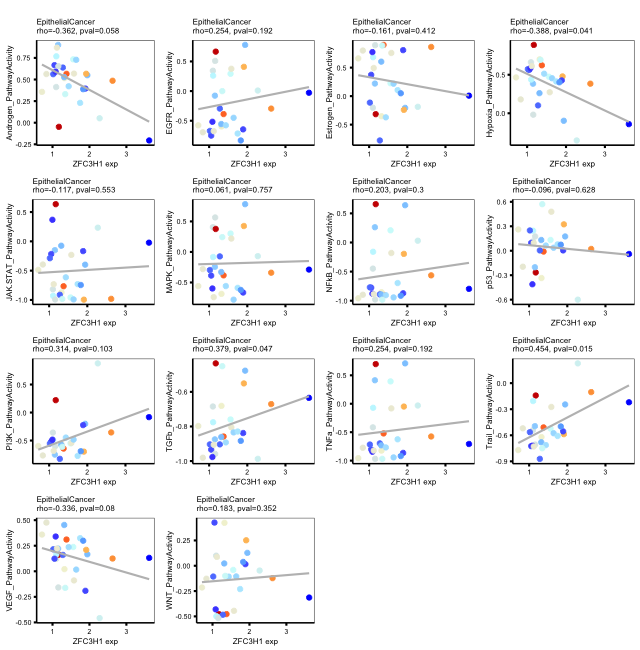 EpithelialCancer
rho=-0.362, pval=0.058
Androgen_PathwayActivity
0.75
0.50
0.25
0.00
-0.25
1 2 3
ZFC3H1 exp
EpithelialCancer
rho=0.254, pval=0.192
EGFR_PathwayActivity
0.5
0.0
-0.5
1 2 3
ZFC3H1 exp
EpithelialCancer
rho=-0.161, pval=0.412
Estrogen_PathwayActivity
0.5
0.0
-0.5
1 2 3
ZFC3H1 exp
EpithelialCancer
rho=-0.388, pval=0.041
Hypoxia_PathwayActivity
0.5
0.0
1 2 3
ZFC3H1 exp
EpithelialCancer
rho=-0.117, pval=0.553
JAK-STAT_PathwayActivity
0.5
0.0
-0.5
-1.0
1 2 3
ZFC3H1 exp
EpithelialCancer
rho=0.061, pval=0.757
MAPK_PathwayActivity
0.5
0.0
-0.5
1 2 3
ZFC3H1 exp
EpithelialCancer
rho=0.203, pval=0.3
NFkB_PathwayActivity
0.5
0.0
-0.5
-1.0
1 2 3
ZFC3H1 exp
EpithelialCancer
rho=-0.096, pval=0.628
p53_PathwayActivity
0.6
0.3
0.0
-0.3
-0.6
1 2 3
ZFC3H1 exp
EpithelialCancer
rho=0.314, pval=0.103
PI3K_PathwayActivity
0.5
0.0
-0.5
1 2 3
ZFC3H1 exp
EpithelialCancer
rho=0.379, pval=0.047
TGFb_PathwayActivity
-0.6
-0.8
-1.0
1 2 3
ZFC3H1 exp
EpithelialCancer
rho=0.254, pval=0.192
TNFa_PathwayActivity
0.5
0.0
-0.5
-1.0
1 2 3
ZFC3H1 exp
EpithelialCancer
rho=0.454, pval=0.015
Trail_PathwayActivity
0.0
-0.3
-0.6
-0.9
1 2 3
ZFC3H1 exp
EpithelialCancer
rho=-0.336, pval=0.08
VEGF_PathwayActivity
0.50
0.25
0.00
-0.25
-0.50
1 2 3
ZFC3H1 exp
EpithelialCancer
rho=0.183, pval=0.352
WNT_PathwayActivity
0.50
0.25
0.00
-0.25
-0.50
1 2 3
ZFC3H1 exp